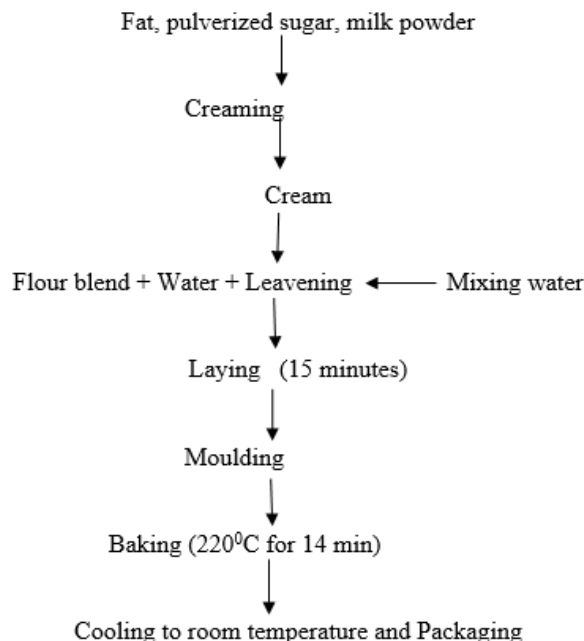 Fat, pulverized sugar, milk powder
Creaming
Cream
Flour blend + Water + Leavening
Mixing water
Laying (15 minutes)
Moulding
Baking (220⁰C for 14 min)
Cooling to room temperature and Packaging